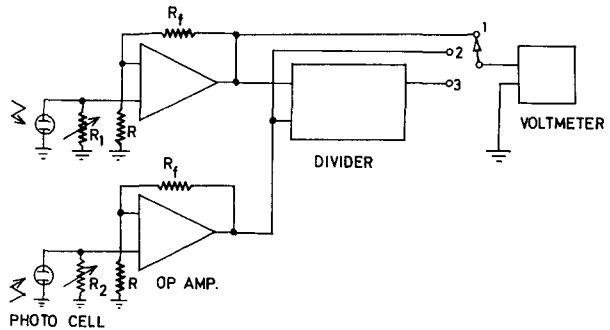 Rf
1
2
3
VOLTMETER
R1
R
DIVIDER
Rf
R2
R
OP AMP.
PHOTO CELL